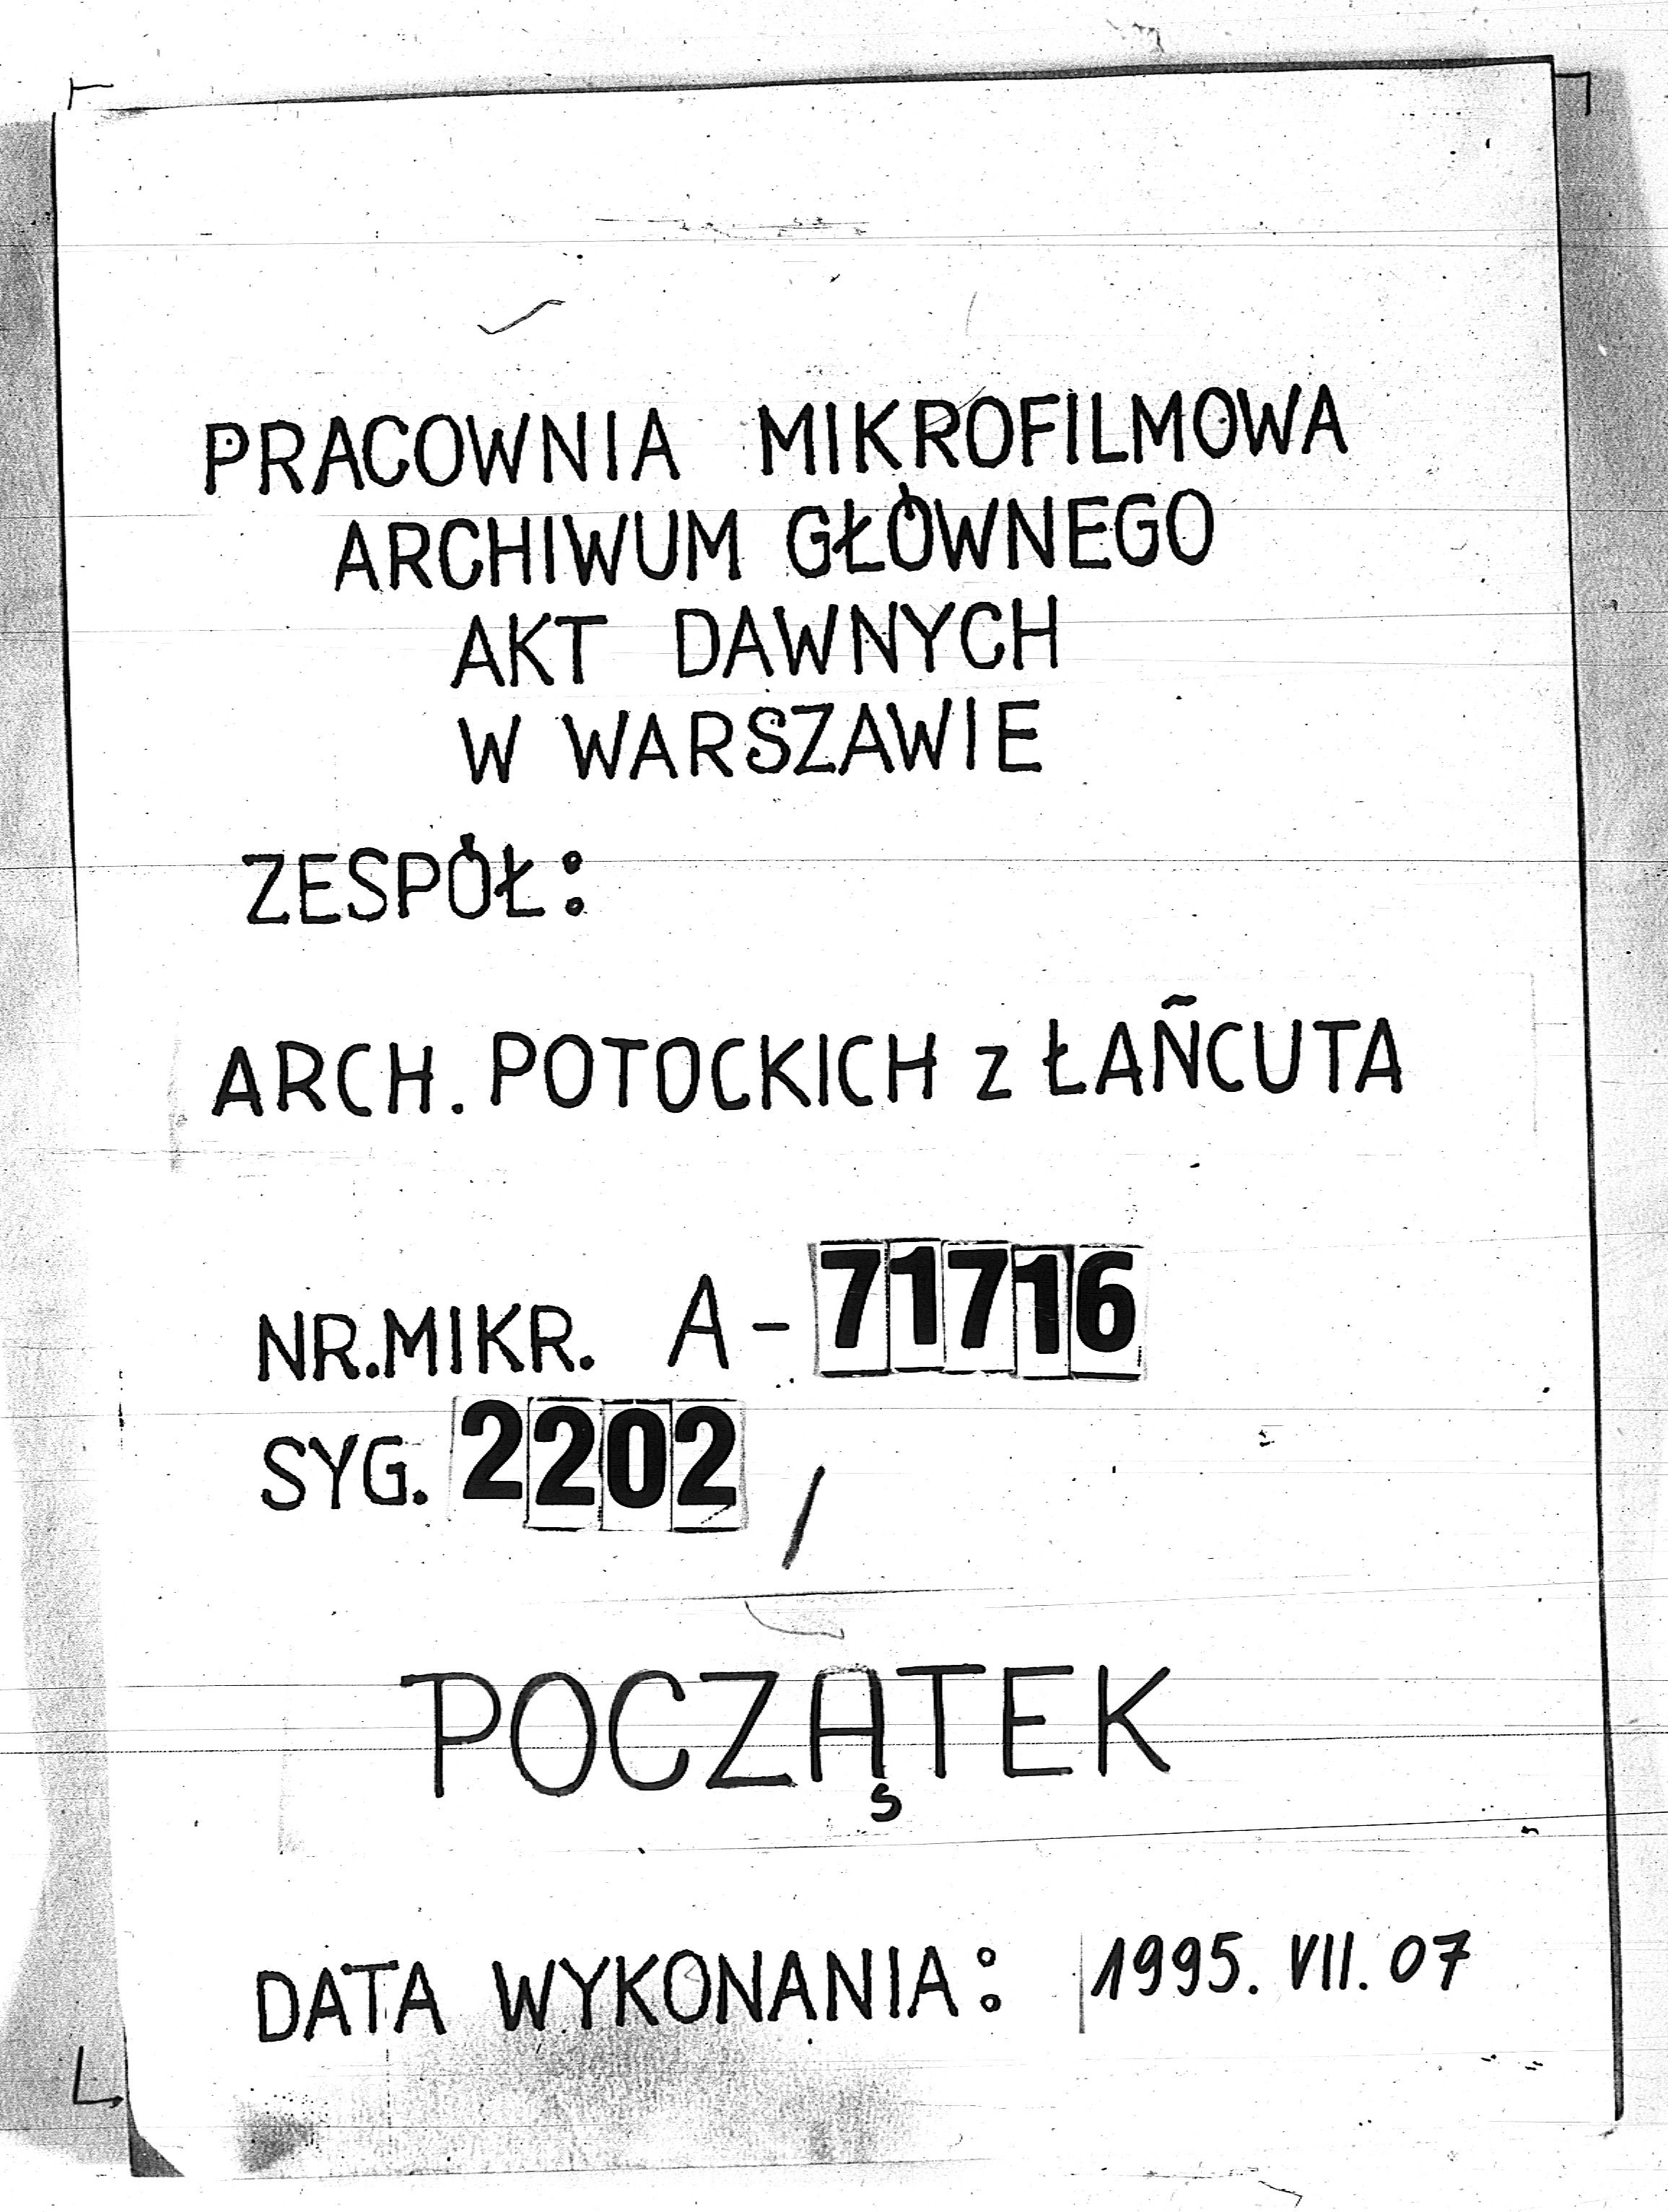 PRACOWNIA MIKROFILMOWA
ARCHIWUM GŁÓWNEGO
AKT DAWNYCH
W WARSZAWIE
ZESPÓŁ:
ARCH. POTOCKICH z ŁAŃCUTA
NR.MIKR. A-71716
SYG. 2202 /
POCZĄTEK
DATA WYKONANIA: 1995. VII. 07